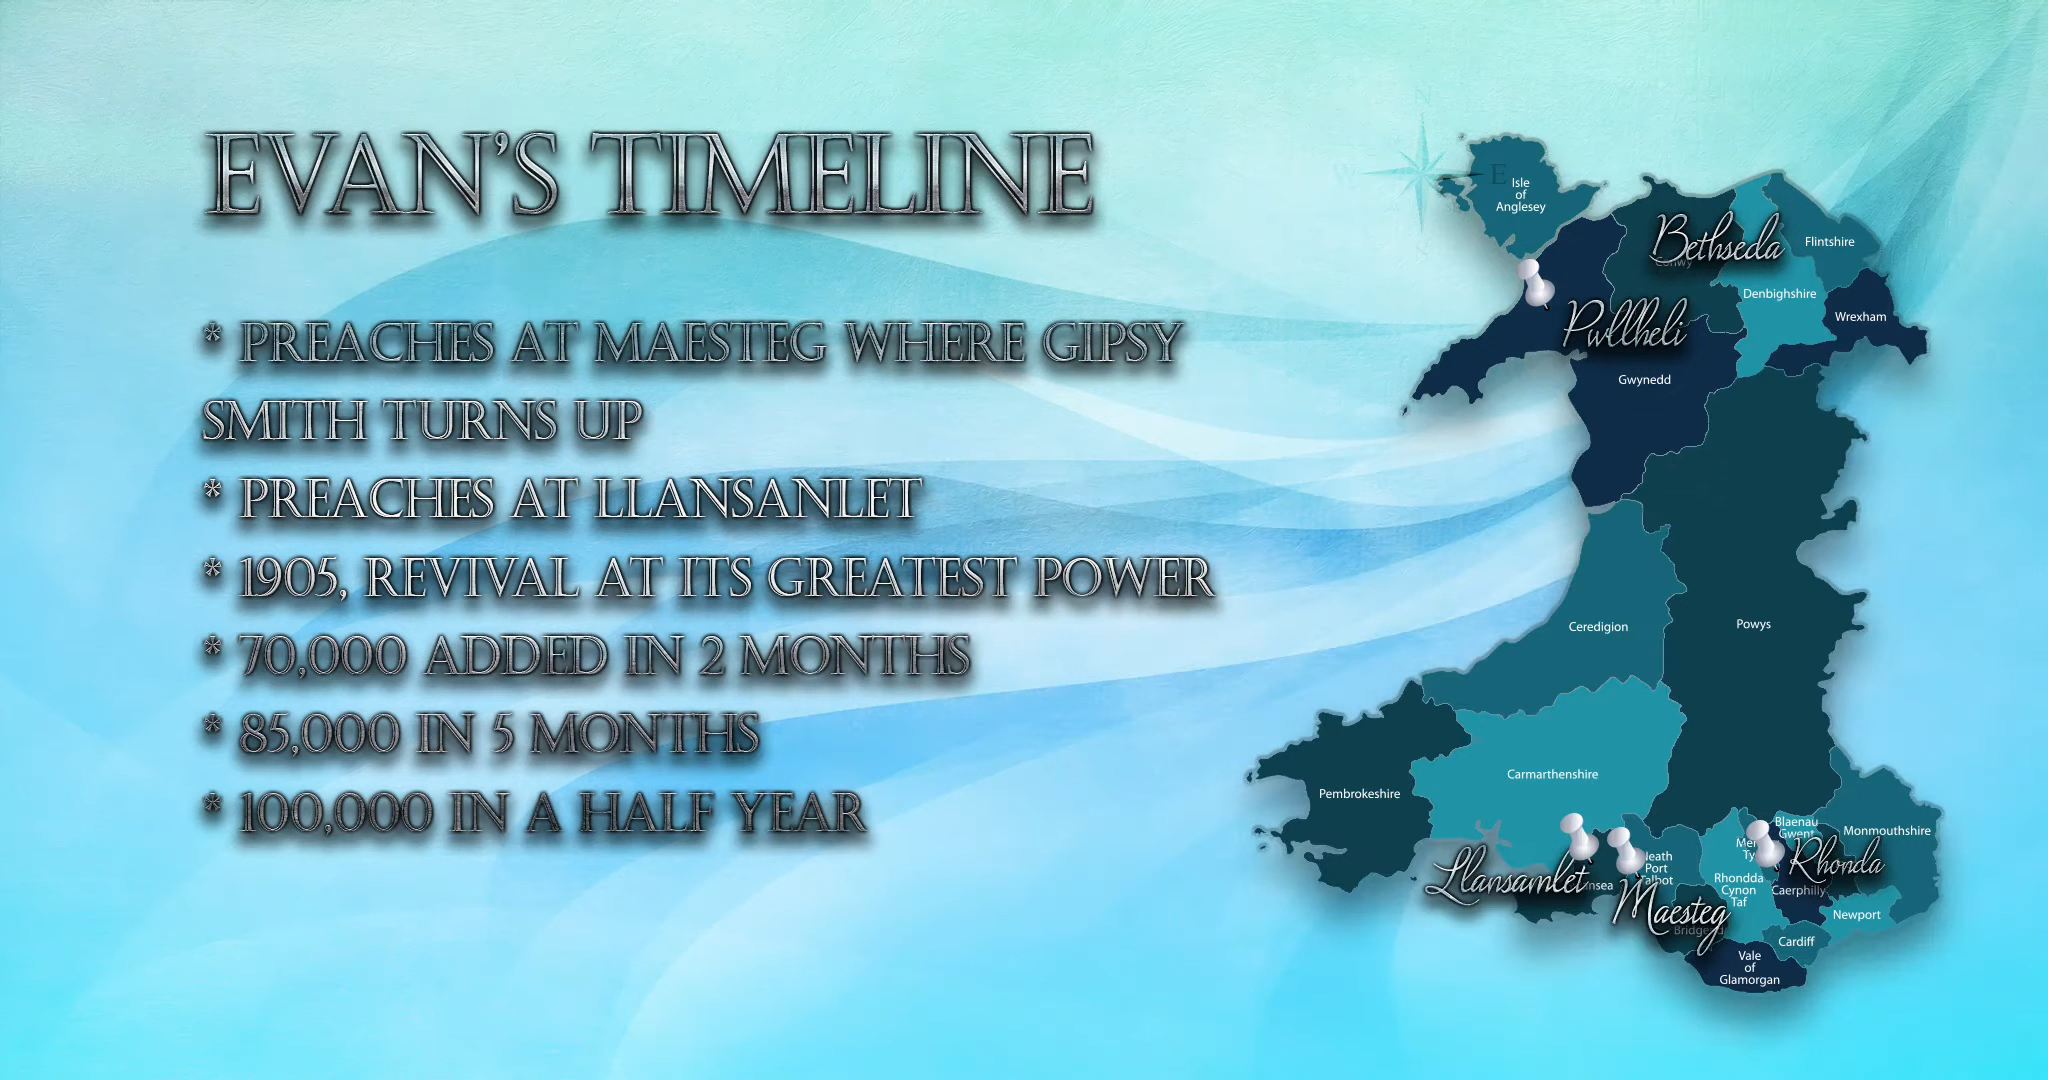 EVAN'S TIMELINE
* PREACHES AT MAESTEG WHERE GIPSY
SMITH TURNS UP
* PREACHES AT LLANSANLET
* 1905, REVIVAL AT ITS GREATEST POWER
* 70,000 ADDED IN 2 MONTHS
* 85,000 IN 5 MONTHS
* 100,000 IN A HALF YEAR
N
W
E
Isle
of
Anglesey
Bethseda
Flintshire
Conwy
Denbighshire
Pwllheli
Wrexham
Gwynedd
Ceredigion
Powys
Carmarthenshire
Pembrokeshire
Blaenau
Gwent
Monmouthshire
Port
Rhonda
Llansamlet
Rhondda
Cynon
Taf
Caerphilly
Maesteg
Newport
Cardiff
Vale
of
Glamorgan